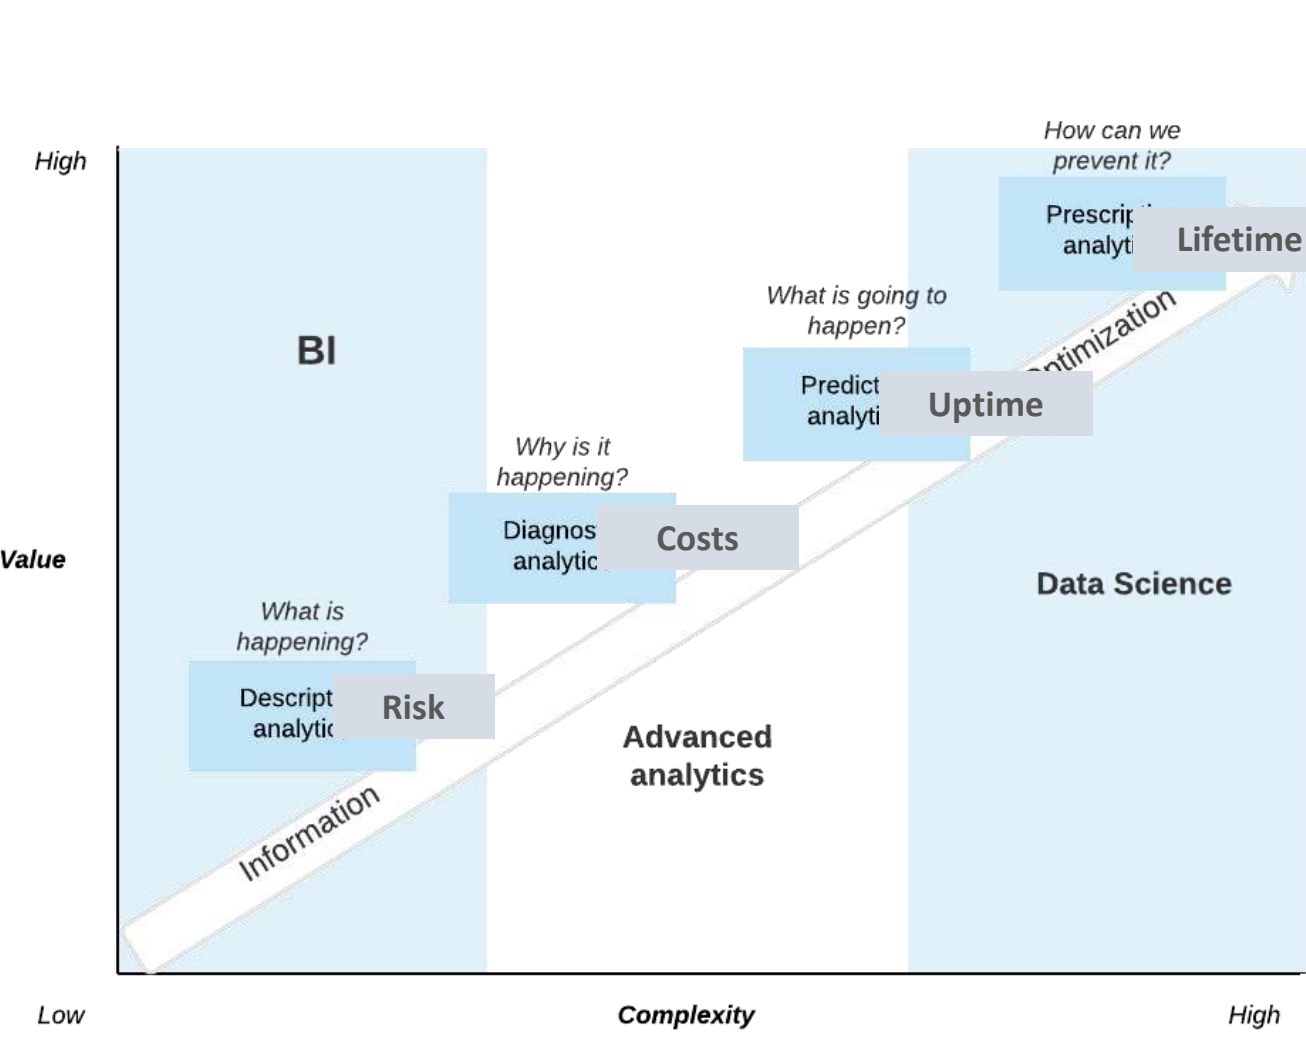 How can we
prevent it?
High
Prescrip
analyti
Lifetime
What is going to
happen?
BI
Optimization
Predict
analyti
Uptime
Why is it
happening?
Diagnos
analytic
Costs
Value
Data Science
What is
happening?
Descript
analytic
Risk
Advanced
analytics
Information
Low
Complexity
High